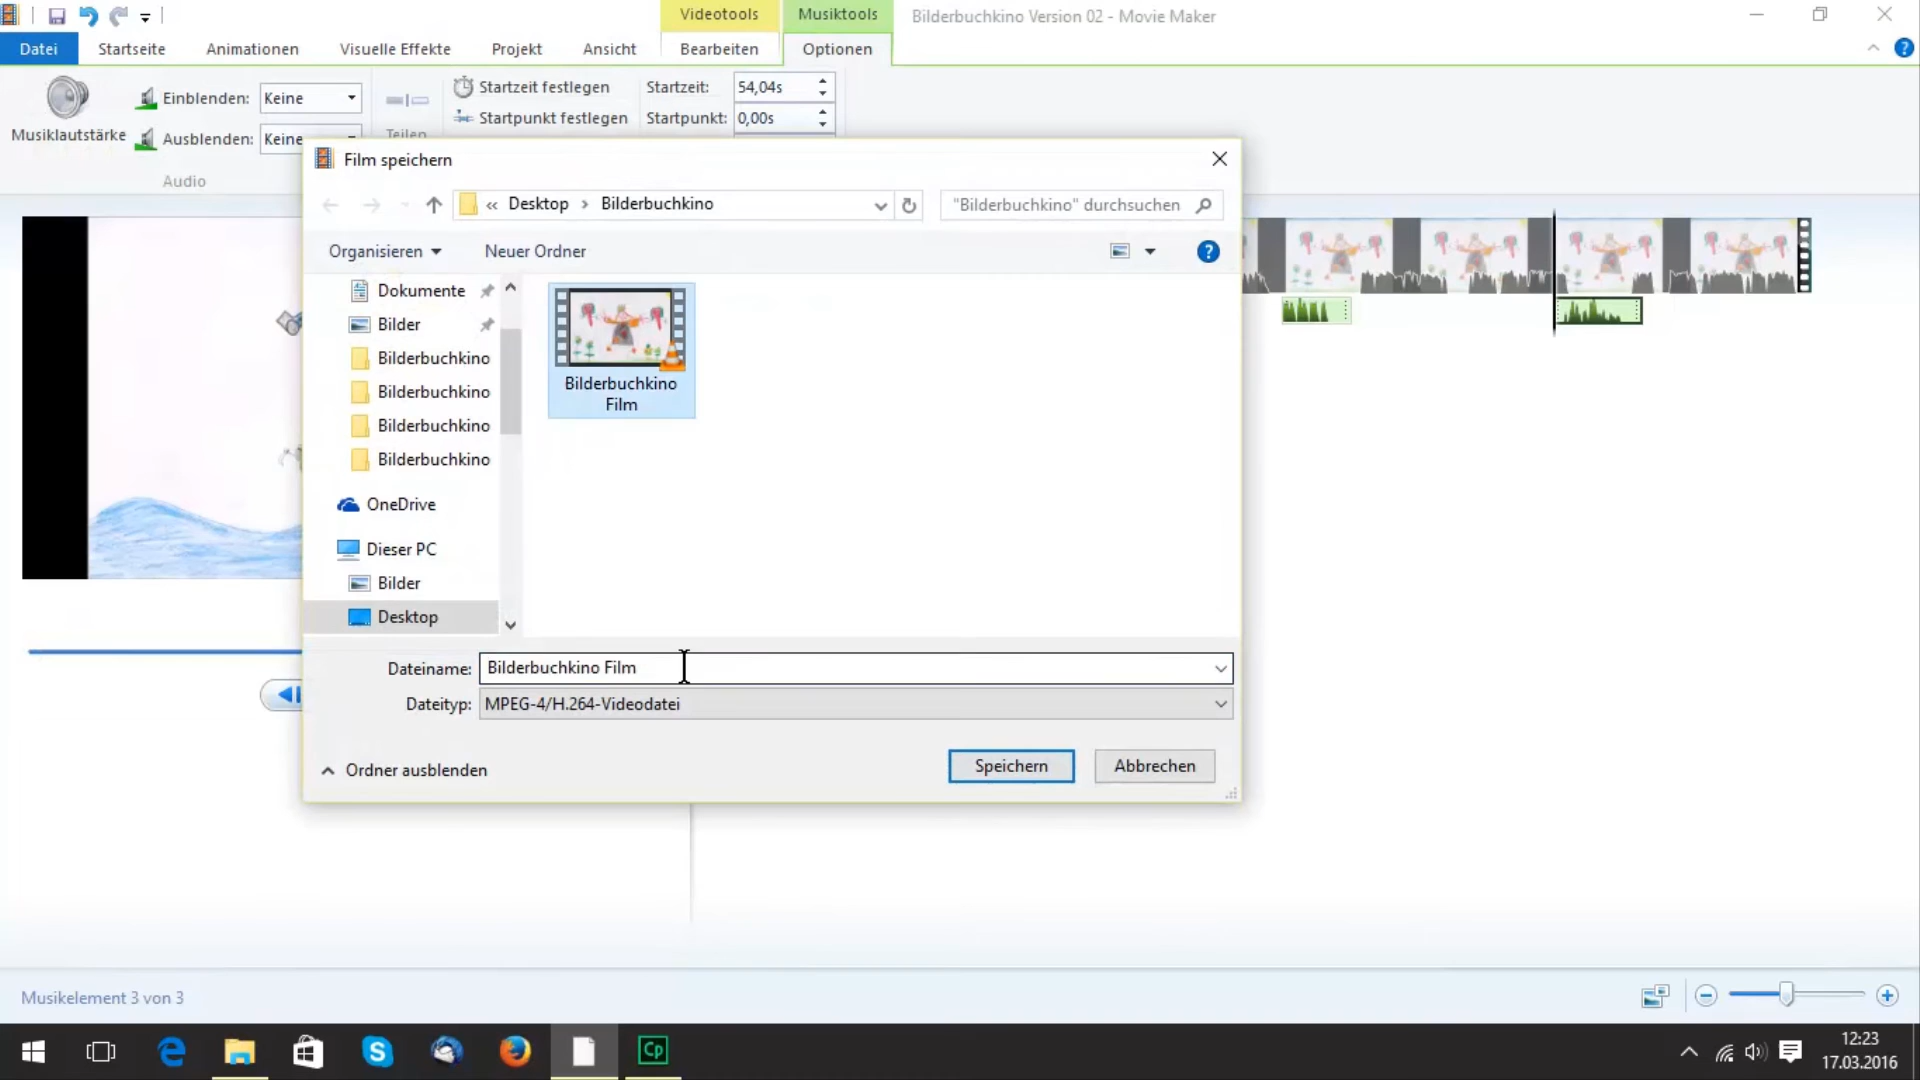 Videotools
Musiktools
Bilderbuchkino Version 02 - Movie Maker
Datei
Startseite
Animationen
Visuelle Effekte
Projekt
Ansicht
Bearbeiten
Optionen
Musiklautstärke
Einblenden: Keine
Ausblenden: Keine
Audio
Teilen
Startzeit festlegen
Startpunkt festlegen
Startzeit: 54,04s
Startpunkt: 0,00s
Film speichern
« Desktop › Bilderbuchkino
"Bilderbuchkino" durchsuchen
Organisieren
Neuer Ordner
Dokumente
Bilder
Bilderbuchkino
Bilderbuchkino
Bilderbuchkino
Bilderbuchkino
OneDrive
Dieser PC
Bilder
Desktop
Bilderbuchkino
Film
Dateiname: Bilderbuchkino Film
Dateityp: MPEG-4/H.264-Videodatei
Ordner ausblenden
Speichern
Abbrechen
Musikelement 3 von 3
Cp
12:23
17.03.2016